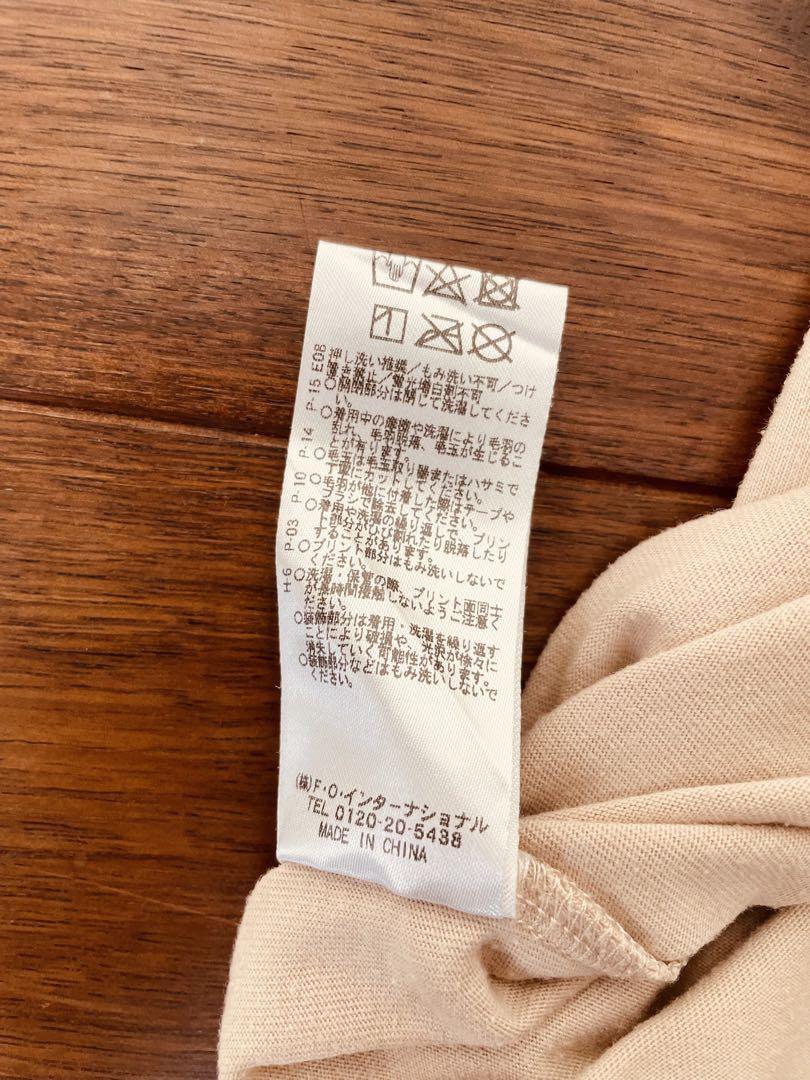 押し洗い推奨／もみ洗い不可／つけ
置き禁止／蛍光増白剤不可
○開閉部分は閉じて洗濯してくださ
い。
○着用中の摩擦や洗濯により毛羽の
乱れ、毛羽脱落、毛玉が生じるこ
とが有ります。
○毛玉は毛玉取り器またはハサミで
丁寧にカットしてください。
○毛羽が他に付着した際はテープや
ブラシで除去してください。
○着用や洗濯の繰り返しで、プリン
ト部分がひび割れたり脱落したり
することがあります。
○プリント部分はもみ洗いしないで
ください。
○洗濯・保管の際、プリント面同士
が長時間接触しないようご注意く
ださい。
○装飾部分は着用・洗濯を繰り返す
ことにより破損や、光沢が徐々に
消失していく可能性があります。
○装飾部分などはもみ洗いしないで
ください。
H6 P-03 P-10 P-14 P-15 E08
(株)F・O・インターナショナル
TEL 0120-20-5438
MADE IN CHINA